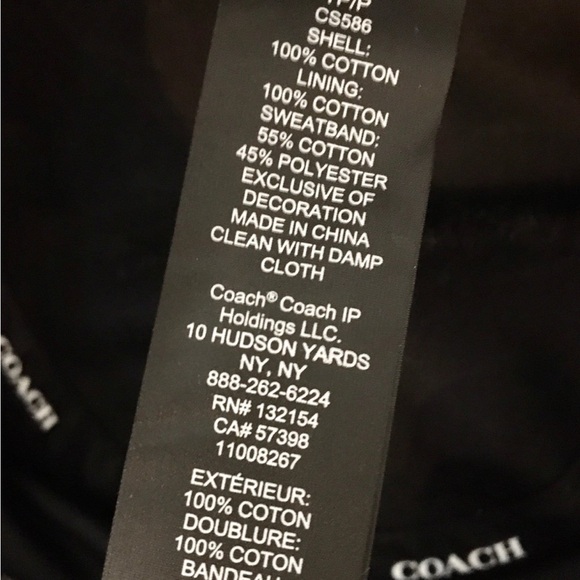 TP/P
CS586
SHELL:
100% COTTON
LINING:
100% COTTON
SWEATBAND:
55% COTTON
45% POLYESTER
EXCLUSIVE OF
DECORATION
MADE IN CHINA
CLEAN WITH DAMP
CLOTH
Coach® Coach IP
Holdings LLC.
10 HUDSON YARDS
NY, NY
888-262-6224
RN# 132154
CA# 57398
11008267
EXTÉRIEUR:
100% COTON
DOUBLURE:
100% COTON
BANDEAU
COACH
COACH